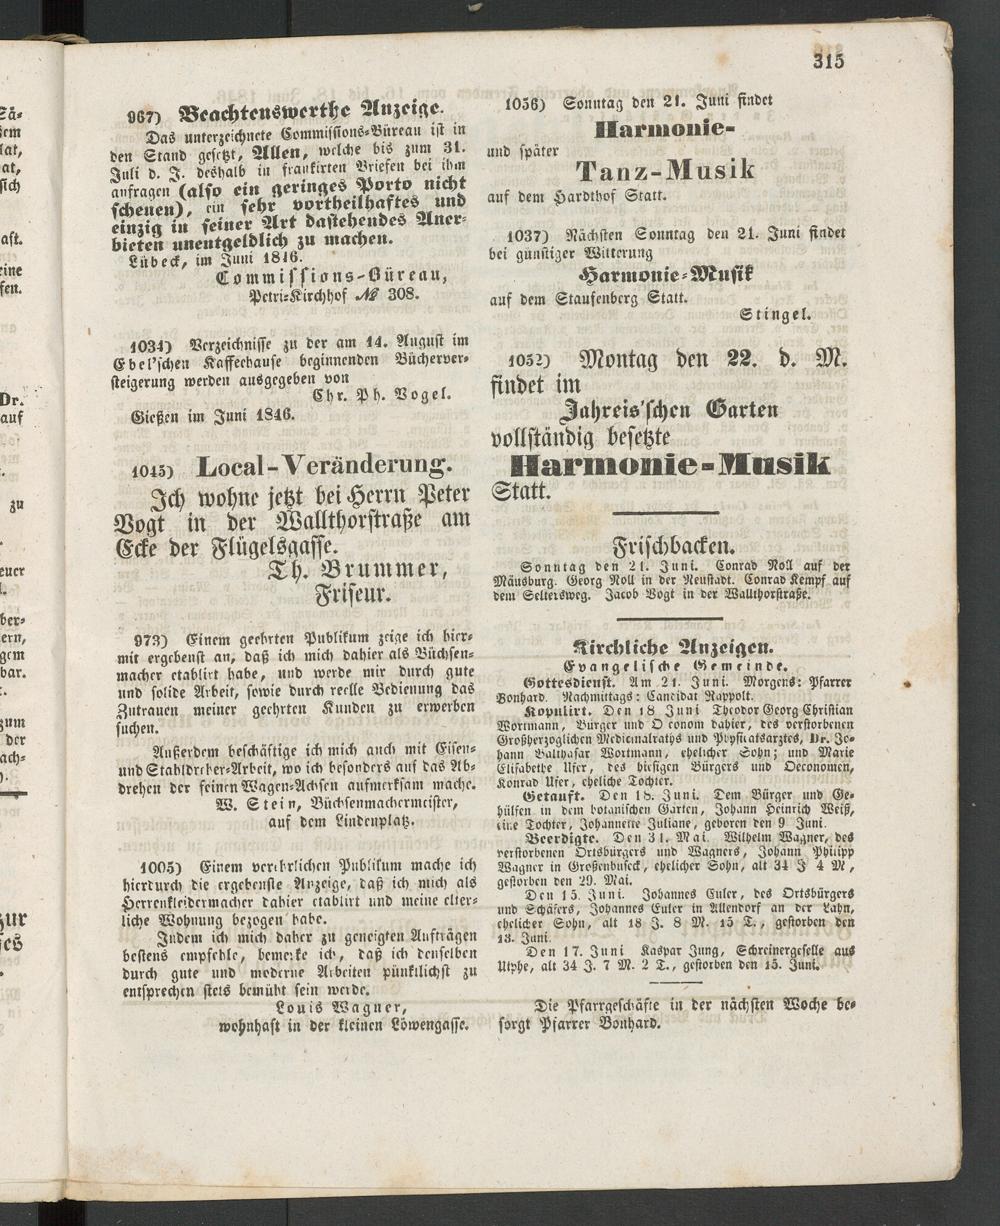 315
967) Beachtenswerthe Anzeige.
Das unterzeichnete Commissions-Büreau ist in
den Stand gesetzt, Allen, welche bis zum 31.
Juli d. J. deshalb in frankirten Briefen bei ihm
anfragen (also ein geringes Porto nicht
scheuen), ein sehr vortheilhaftes und
einzig in seiner Art dastehendes Aner-
bieten unentgeldlich zu machen.
Lübeck, im Juni 1846.
Commissions-Büreau,
Petri-Kirchhof № 308.
1034) Verzeichnisse zu der am 14. August im
Ebel'schen Kaffeehause beginnenden Bücherver-
steigerung werden ausgegeben von
Chr. Ph. Vogel.
Gießen im Juni 1846.
1045) Local-Veränderung.
Ich wohne jetzt bei Herrn Peter
Vogt in der Wallthorstraße am
Ecke der Flügelsgasse.
Th. Brummer,
Friseur.
973) Einem geehrten Publikum zeige ich hier-
mit ergebenst an, daß ich mich dahier als Büchsen-
macher etablirt habe, und werde mir durch gute
und solide Arbeit, sowie durch reelle Bedienung das
Zutrauen meiner geehrten Kunden zu erwerben
suchen.
Außerdem beschäftige ich mich auch mit Eisen-
und Stahldreher-Arbeit, wo ich besonders auf das Ab-
drehen der feinen Wagen-Achsen aufmerksam mache.
W. Stein, Büchsenmachermeister,
auf dem Lindenplatz.
1005) Einem verehrlichen Publikum mache ich
hierdurch die ergebenste Anzeige, daß ich mich als
Herrenkleidermacher dahier etablirt und meine elter-
liche Wohnung bezogen habe.
Indem ich mich daher zu geneigten Aufträgen
bestens empfehle, bemerke ich, daß ich denselben
durch gute und moderne Arbeiten pünktlichst zu
entsprechen stets bemüht sein werde.
Louis Wagner,
wohnhaft in der kleinen Löwengasse.
1056) Sonntag den 21. Juni findet
Harmonie-
und später
Tanz-Musik
auf dem Hardthof Statt.
1037) Nächsten Sonntag den 21. Juni findet
bei günstiger Witterung
Harmonie-Musik
auf dem Staufenberg Statt.
Stingel.
1052) Montag den 22. d. M.
findet im
Jahreis'schen Garten
vollständig besetzte
Harmonie-Musik
Statt.
Frischbacken.
Sonntag den 21. Juni. Conrad Noll auf der
Mäusburg. Georg Noll in der Neustadt. Conrad Kempf auf
dem Seltersweg. Jacob Vogt in der Wallthorstraße.
Kirchliche Anzeigen.
Evangelische Gemeinde.
Gottesdienst. Am 21. Juni. Morgens: Pfarrer
Bonhard. Nachmittags: Candidat Rappolt.
Kopulirt. Den 18 Juni Theodor Georg Christian
Wortmann, Bürger und Oeconom dahier, des verstorbenen
Großherzoglichen Medicinalraths und Physikatsarztes, Dr. Jo-
hann Balthasar Wortmann, ehelicher Sohn; und Marie
Elisabethe Ufer, des hiesigen Bürgers und Oeconomen,
Konrad Ufer, eheliche Tochter.
Getauft. Den 18. Juni. Dem Bürger und Ge-
hülfen in dem botanischen Garten, Johann Heinrich Weiß,
eine Tochter, Johannette Juliane, geboren den 9 Juni.
Beerdigte. Den 31. Mai. Wilhelm Wagner, des
verstorbenen Ortsbürgers und Wagners, Johann Philipp
Wagner in Großenbuseck, ehelicher Sohn, alt 34 J 4 M,
gestorben den 29. Mai.
Den 15. Juni. Johannes Euler, des Ortsbürgers
und Schäfers, Johannes Euler in Allendorf an der Lahn,
ehelicher Sohn, alt 18 J. 8 M. 15 T., gestorben den
13. Juni
Den 17. Juni Kaspar Jung, Schreinergeselle aus
Utphe, alt 34 J. 7 M. 2 T., gestorben den 15. Juni.
Die Pfarrgeschäfte in der nächsten Woche be-
sorgt Pfarrer Bonhard.